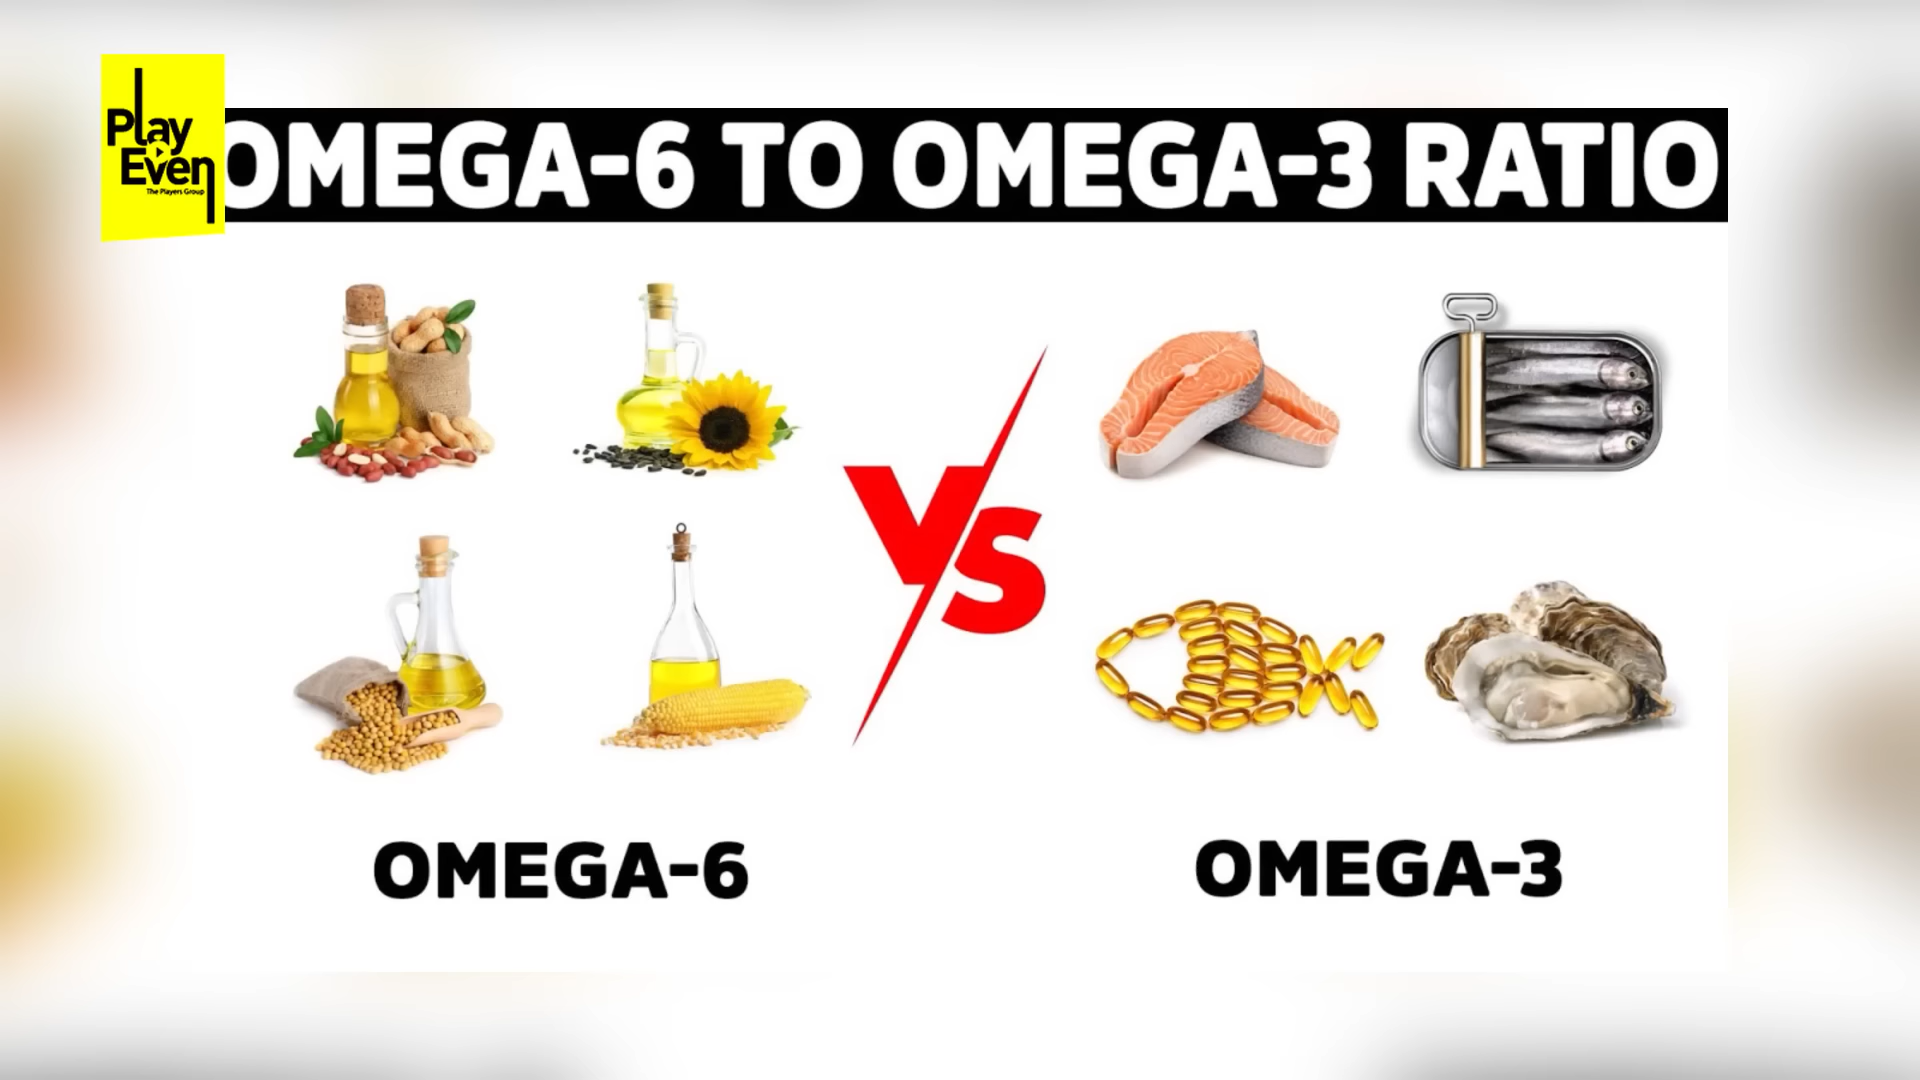 Play
Even
The Players Group
OMEGA-6 TO OMEGA-3 RATIO
VS
OMEGA-6
OMEGA-3